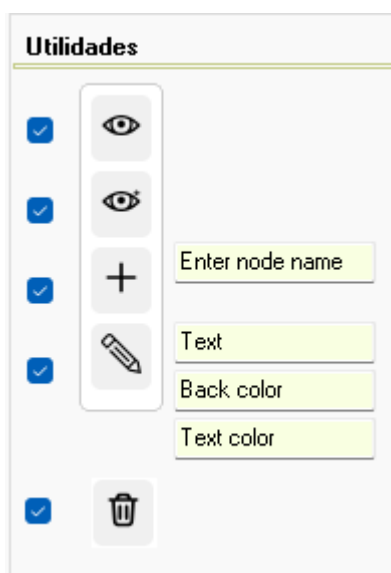 Utilidades
Enter node name
Text
Back color
Text color